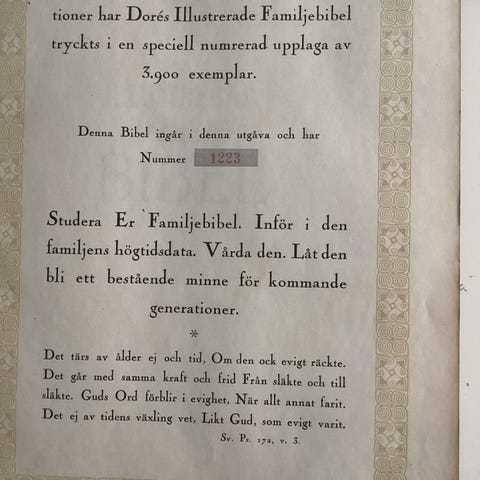 tioner har Dorés Illustrerade Familjebibel
tryckts i en speciell numrerad upplaga av
3.900 exemplar.
Denna Bibel ingår i denna utgåva och har
Nummer 1223
Studera Er Familjebibel. Inför i den
familjens högtidsdata. Vårda den. Låt den
bli ett bestående minne för kommande
generationer.
*
Det tärs av ålder ej och tid, Om den ock evigt räckte.
Det går med samma kraft och frid Från släkte och till
släkte. Guds Ord förblir i evighet, När allt annat farit.
Det ej av tidens växling vet, Likt Gud, som evigt varit.
Sv. Ps. 172, v. 3.